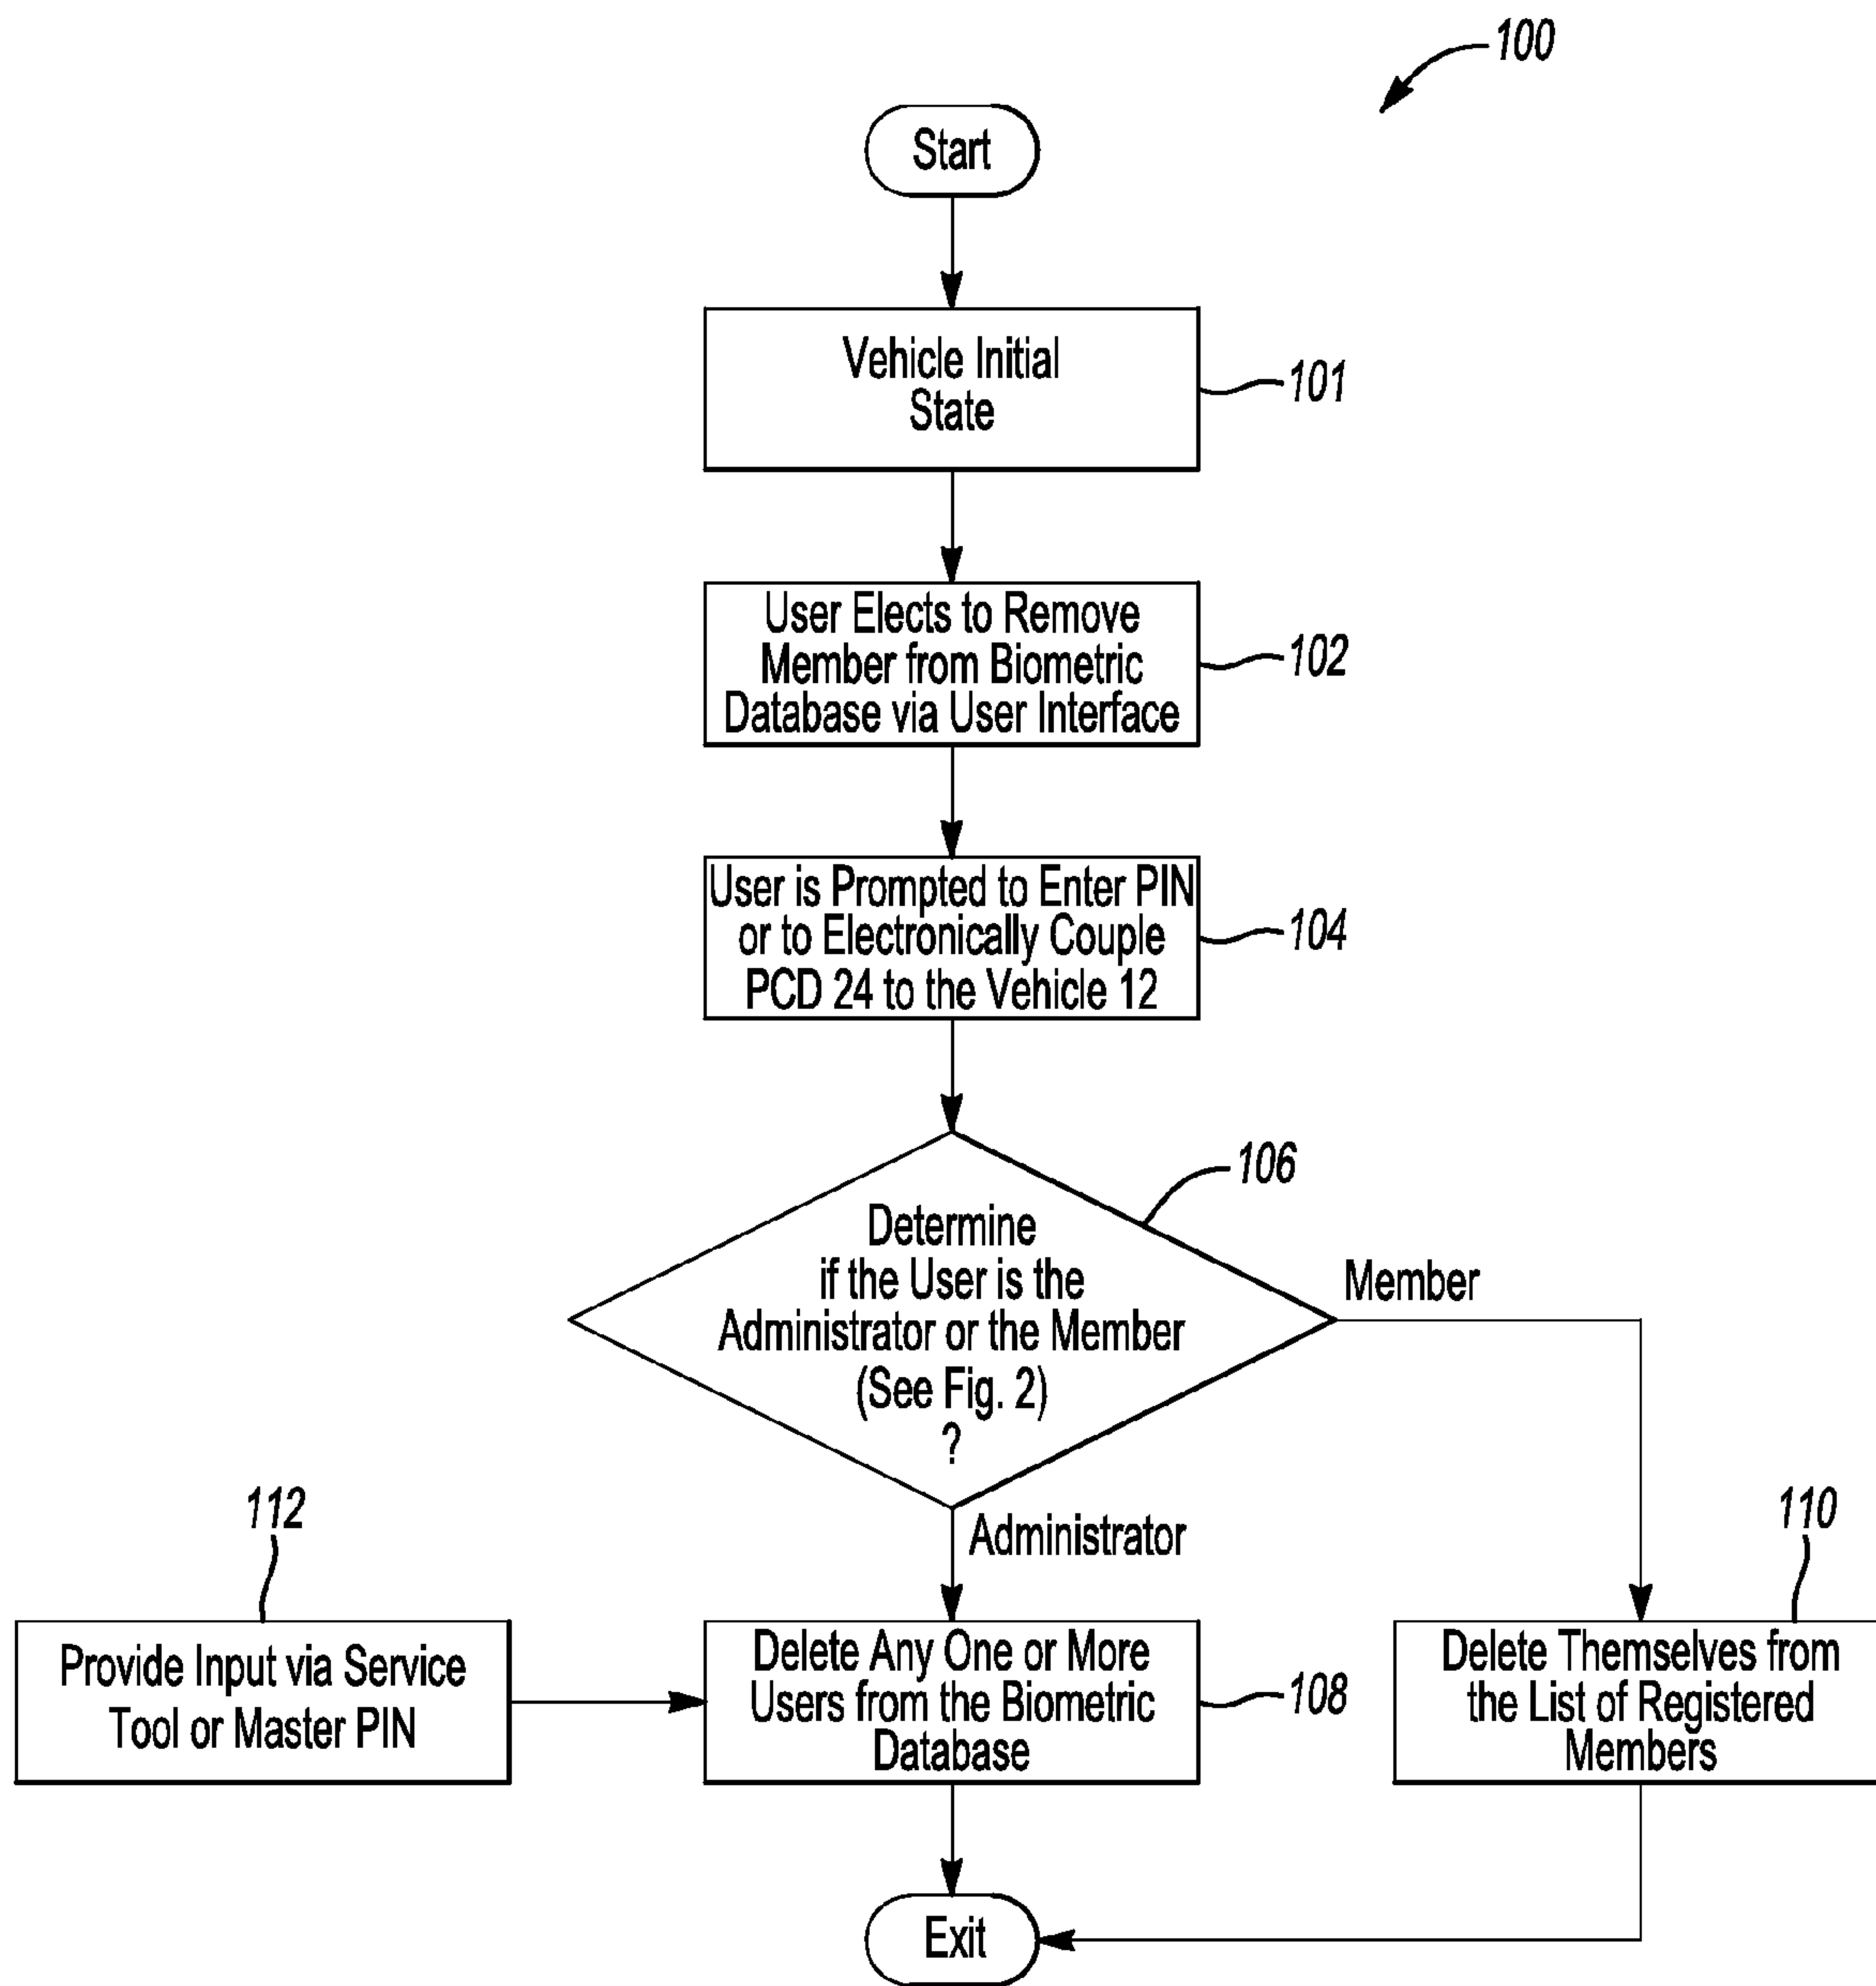 100
Start
Vehicle Initial
State
101
User Elects to Remove
Member from Biometric
Database via User Interface
102
User is Prompted to Enter PIN
or to Electronically Couple
PCD 24 to the Vehicle 12
104
106
Determine
if the User is the
Administrator or the Member
(See Fig. 2)
?
Member
Administrator
112
Provide Input via Service
Tool or Master PIN
Delete Any One or More
Users from the Biometric
Database
108
110
Delete Themselves from
the List of Registered
Members
Exit